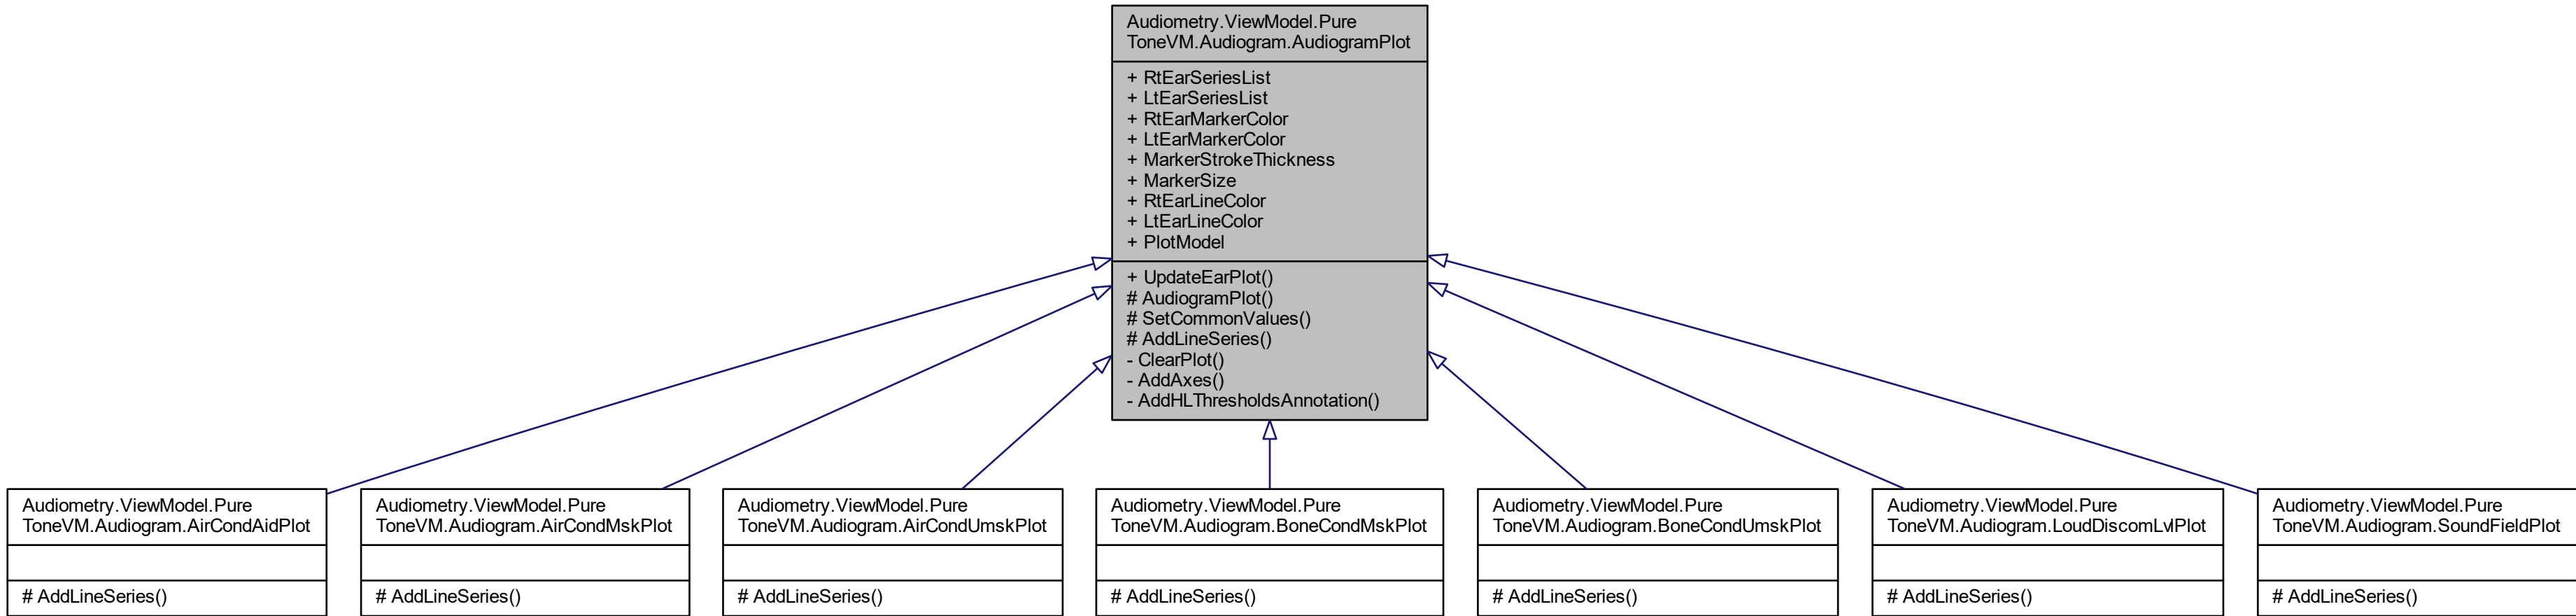 Audiometry.ViewModel.Pure
ToneVM.Audiogram.AudiogramPlot
+ RtEarSeriesList
+ LtEarSeriesList
+ RtEarMarkerColor
+ LtEarMarkerColor
+ MarkerStrokeThickness
+ MarkerSize
+ RtEarLineColor
+ LtEarLineColor
+ PlotModel
+ UpdateEarPlot()
# AudiogramPlot()
# SetCommonValues()
# AddLineSeries()
- ClearPlot()
- AddAxes()
- AddHLThresholdsAnnotation()
Audiometry.ViewModel.Pure
ToneVM.Audiogram.AirCondAidPlot
# AddLineSeries()
Audiometry.ViewModel.Pure
ToneVM.Audiogram.AirCondMskPlot
# AddLineSeries()
Audiometry.ViewModel.Pure
ToneVM.Audiogram.AirCondUmskPlot
# AddLineSeries()
Audiometry.ViewModel.Pure
ToneVM.Audiogram.BoneCondMskPlot
# AddLineSeries()
Audiometry.ViewModel.Pure
ToneVM.Audiogram.BoneCondUmskPlot
# AddLineSeries()
Audiometry.ViewModel.Pure
ToneVM.Audiogram.LoudDiscomLvlPlot
# AddLineSeries()
Audiometry.ViewModel.Pure
ToneVM.Audiogram.SoundFieldPlot
# AddLineSeries()